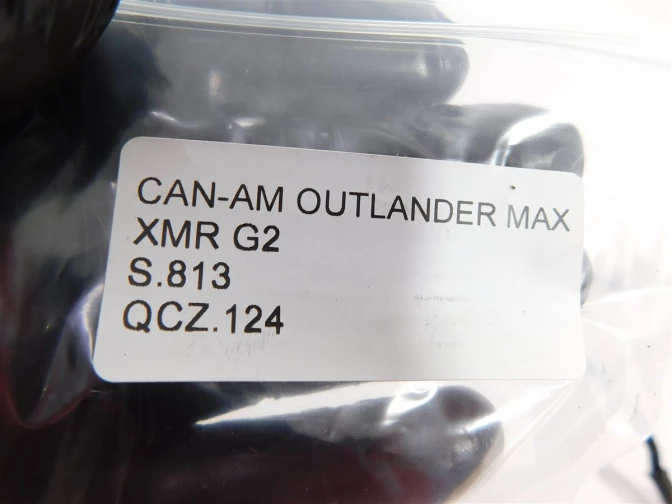 CAN-AM OUTLANDER MAX
XMR G2
S.813
QCZ.124